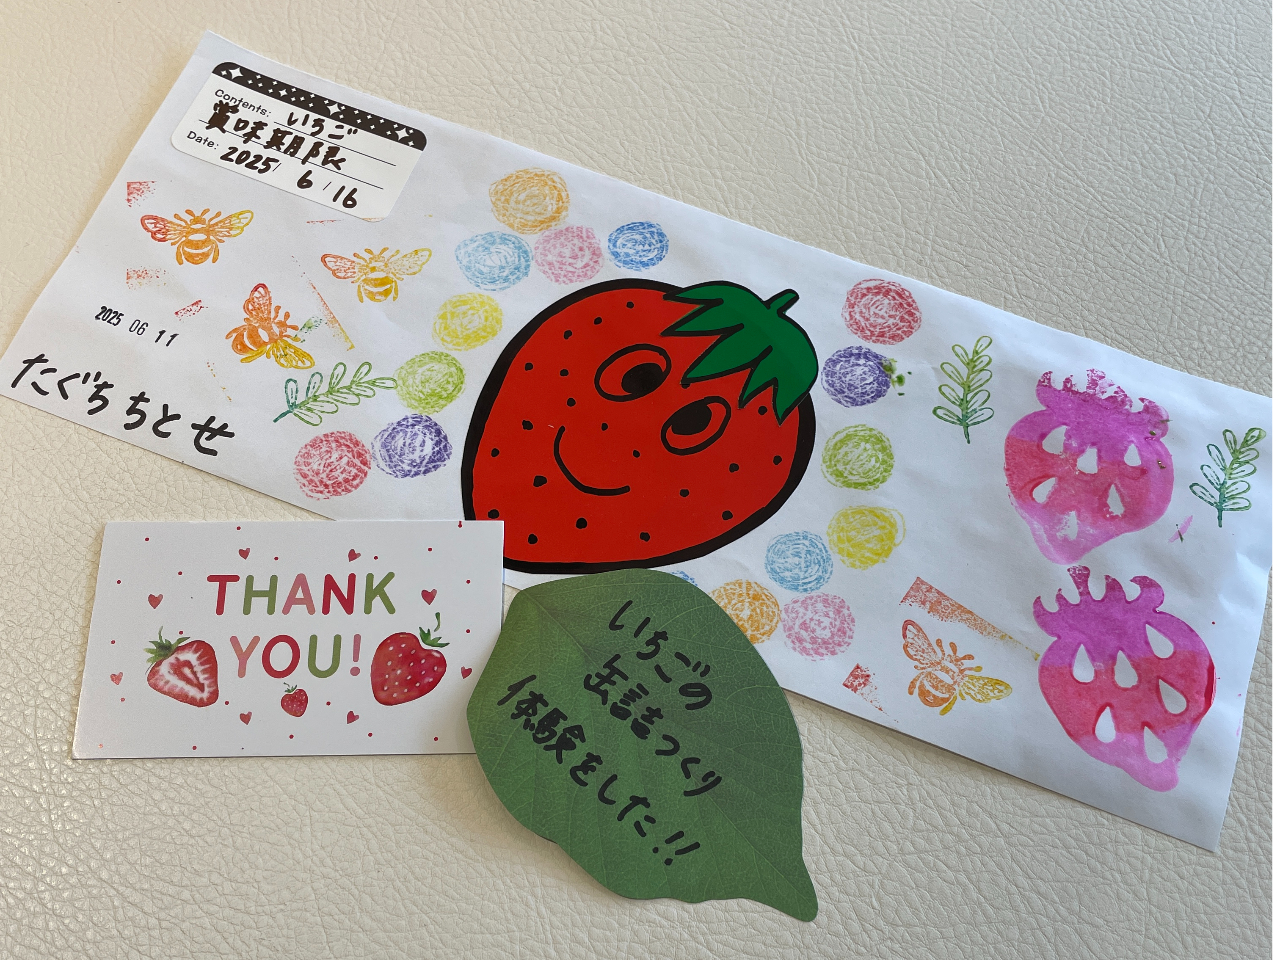 Contents: いちご
賞味期限
Date: 2025/ 6 / 16
2025 06 11
たぐち ちとせ
THANK
YOU!
いちごの
缶詰つくり
体験をした!!